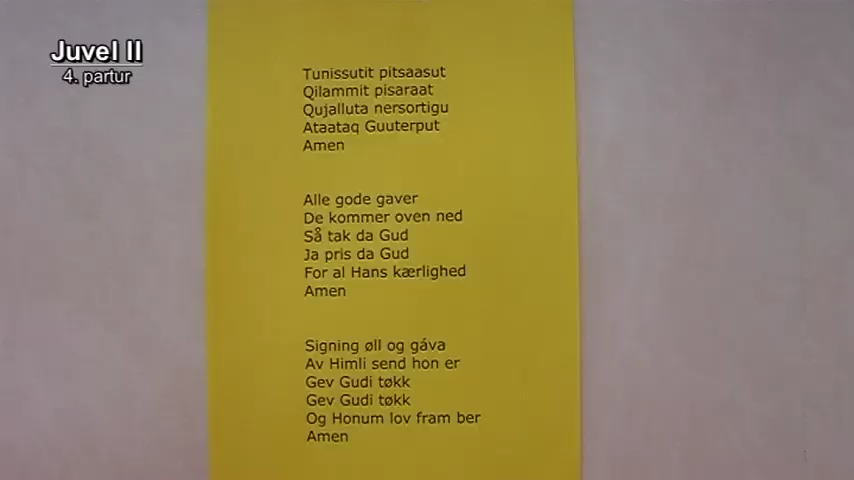 Juvel II
4. partur
Tunissutit pitsaasut
Qilammit pisaraat
Qujalluta nersortigu
Ataataq Guuterput
Amen
Alle gode gaver
De kommer oven ned
Så tak da Gud
Ja pris da Gud
For al Hans kærlighed
Amen
Signing øll og gáva
Av Himli send hon er
Gev Gudi tøkk
Gev Gudi tøkk
Og Honum lov fram ber
Amen